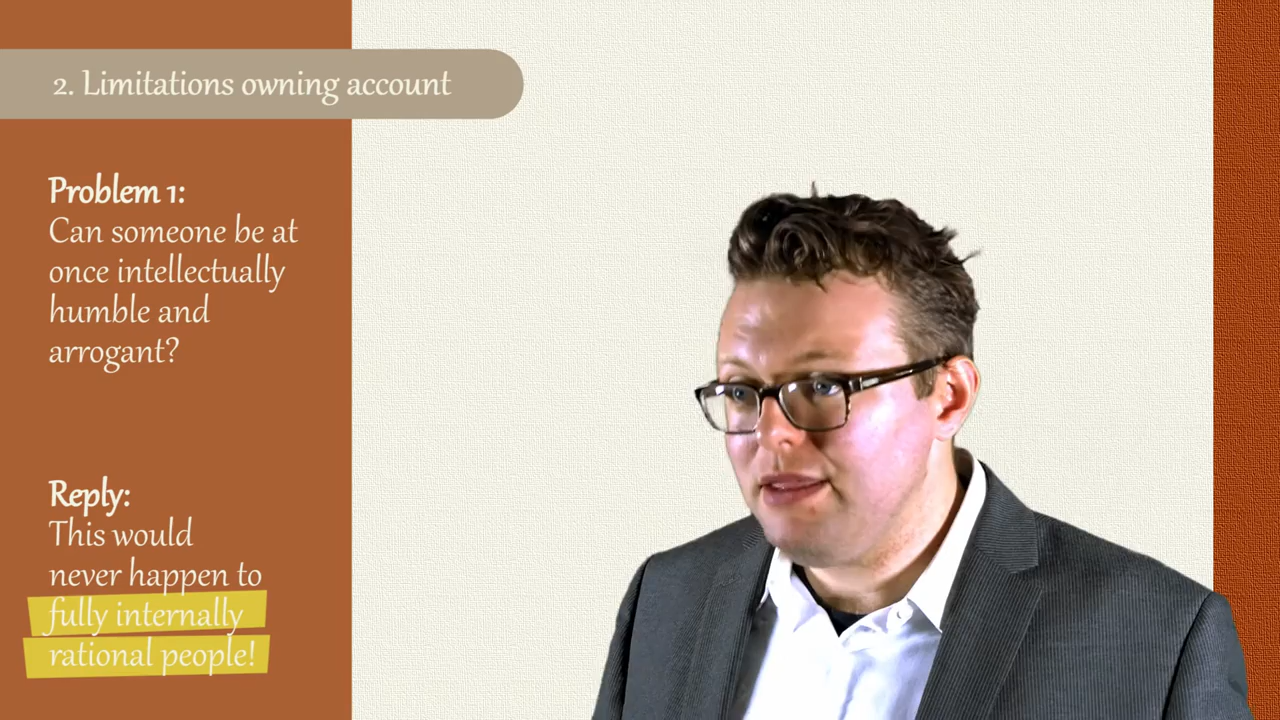 2. Limitations owning account
Problem 1:
Can someone be at
once intellectually
humble and
arrogant?
Reply:
This would
never happen to
fully internally
rational people!